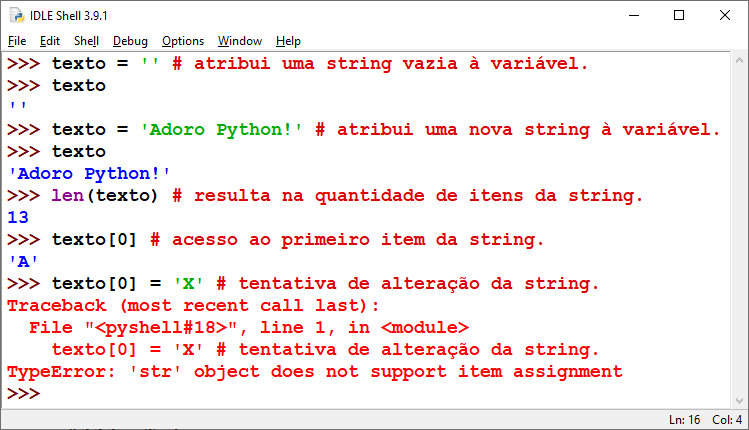 IDLE Shell 3.9.1
File Edit Shell Debug Options Window Help
>>> texto = '' # atribui uma string vazia à variável.
>>> texto
''
>>> texto = 'Adoro Python!' # atribui uma nova string à variável.
>>> texto
'Adoro Python!'
>>> len(texto) # resulta na quantidade de itens da string.
13
>>> texto[0] # acesso ao primeiro item da string.
'A'
>>> texto[0] = 'X' # tentativa de alteração da string.
Traceback (most recent call last):
  File "<pyshell#18>", line 1, in <module>
    texto[0] = 'X' # tentativa de alteração da string.
TypeError: 'str' object does not support item assignment
>>>
Ln: 16 Col: 4